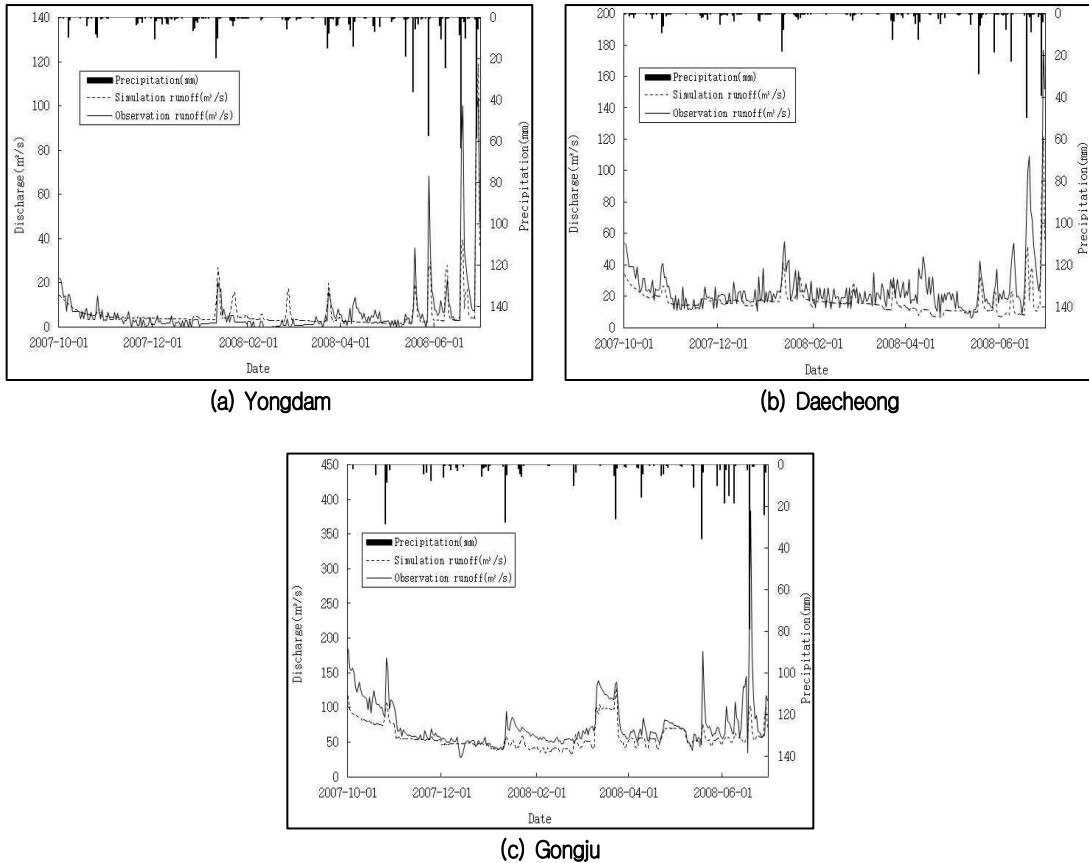 140
120
100
80
60
40
20
0
0
20
40
60
80
100
120
140
Discharge(m³/s)
Precipitation(mm)
Precipitation(mm)
Simulation runoff(m³/s)
Observation runoff(m³/s)
2007-10-01 2007-12-01 2008-02-01 2008-04-01 2008-06-01
Date
(a) Yongdam
200
180
160
140
120
100
80
60
40
20
0
0
20
40
60
80
100
120
140
Discharge(m³/s)
Precipitation(mm)
Precipitation(mm)
Simulation runoff(m³/s)
Observation runoff(m³/s)
2007-10-01 2007-12-01 2008-02-01 2008-04-01 2008-06-01
Date
(b) Daecheong
450
400
350
300
250
200
150
100
50
0
0
20
40
60
80
100
120
140
Discharge(m³/s)
Precipitation(mm)
Precipitation(mm)
Simulation runoff(m³/s)
Observation runoff(m³/s)
2007-10-01 2007-12-01 2008-02-01 2008-04-01 2008-06-01
Date
(c) Gongju